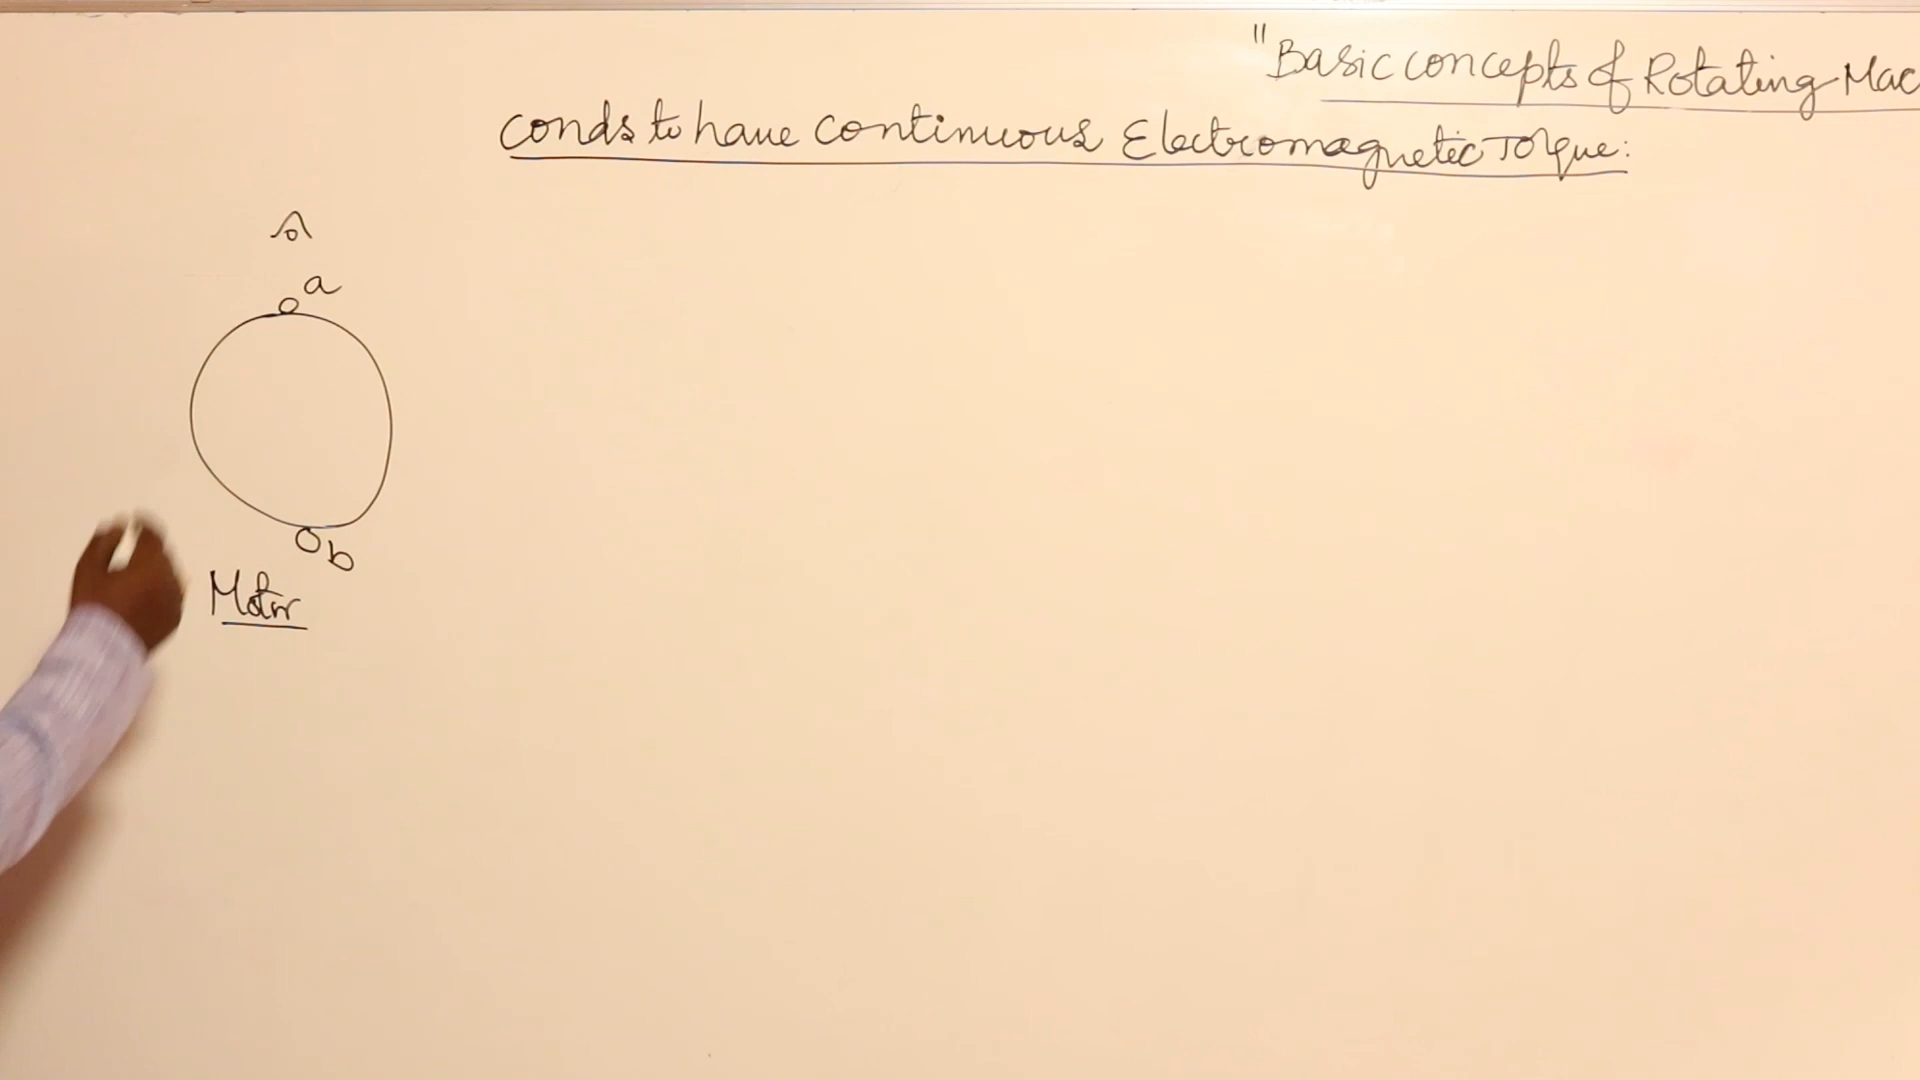 "Basic concepts of Rotating Mac
conds to have continuous Electromagnetic Torque:
a
b
Motor